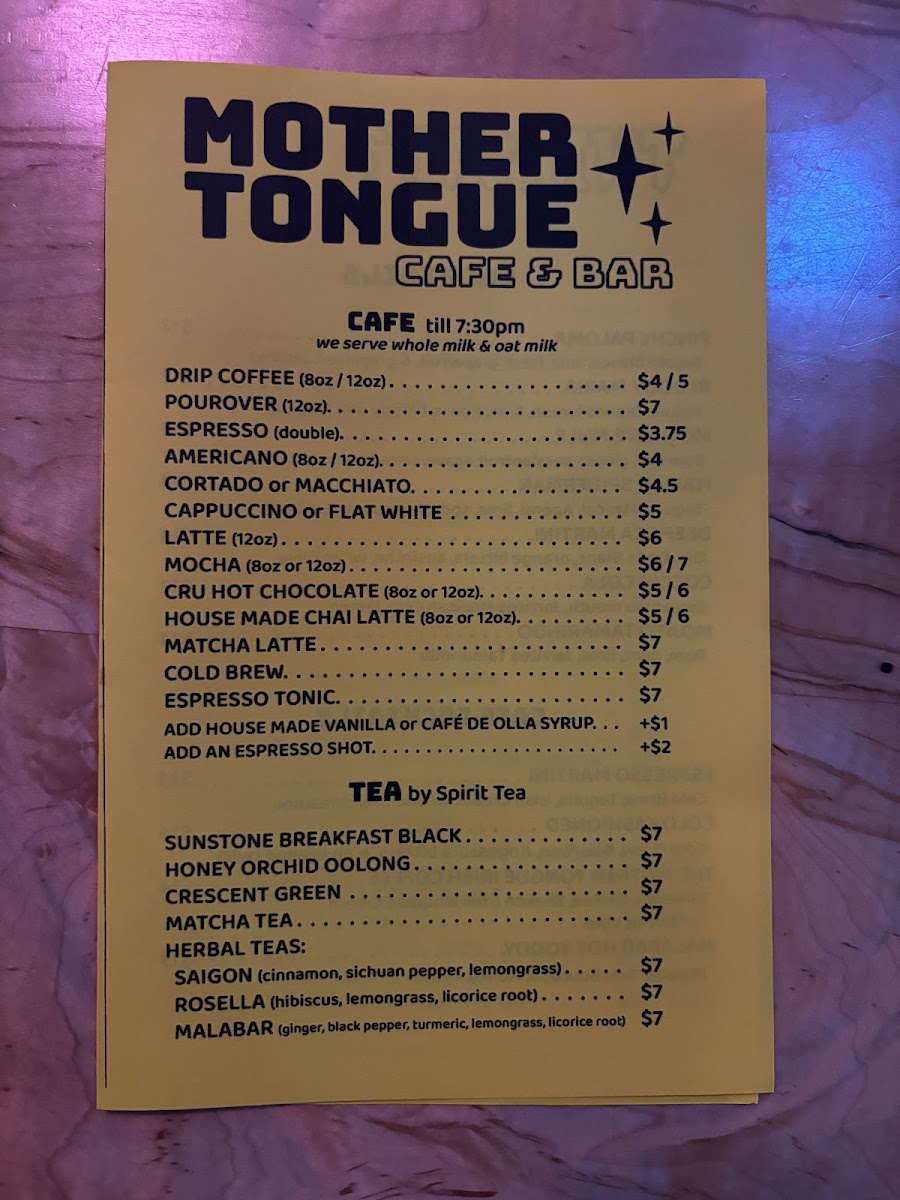 MOTHER
TONGUE
CAFE & BAR
CAFE till 7:30pm
we serve whole milk & oat milk
DRIP COFFEE (8oz / 12oz). . . . . . . . . . . . . . . . . . . $4 / 5
POUROVER (12oz). . . . . . . . . . . . . . . . . . . . . . . . $7
ESPRESSO (double). . . . . . . . . . . . . . . . . . . . . . . $3.75
AMERICANO (8oz / 12oz). . . . . . . . . . . . . . . . . . . . $4
CORTADO or MACCHIATO. . . . . . . . . . . . . . . . . $4.5
CAPPUCCINO or FLAT WHITE . . . . . . . . . . . . . . $5
LATTE (12oz) . . . . . . . . . . . . . . . . . . . . . . . . . . . . $6
MOCHA (8oz or 12oz) . . . . . . . . . . . . . . . . . . . . . . $6 / 7
CRU HOT CHOCOLATE (8oz or 12oz). . . . . . . . . . . $5 / 6
HOUSE MADE CHAI LATTE (8oz or 12oz). . . . . . . . . $5 / 6
MATCHA LATTE . . . . . . . . . . . . . . . . . . . . . . . . . $7
COLD BREW. . . . . . . . . . . . . . . . . . . . . . . . . . . . $7
ESPRESSO TONIC. . . . . . . . . . . . . . . . . . . . . . . . $7
ADD HOUSE MADE VANILLA or CAFÉ DE OLLA SYRUP. . . +$1
ADD AN ESPRESSO SHOT. . . . . . . . . . . . . . . . . . . . . . +$2
TEA by Spirit Tea
SUNSTONE BREAKFAST BLACK . . . . . . . . . . . . . $7
HONEY ORCHID OOLONG . . . . . . . . . . . . . . . . . $7
CRESCENT GREEN . . . . . . . . . . . . . . . . . . . . . . . $7
MATCHA TEA . . . . . . . . . . . . . . . . . . . . . . . . . . . $7
HERBAL TEAS:
SAIGON (cinnamon, sichuan pepper, lemongrass) . . . . . $7
ROSELLA (hibiscus, lemongrass, licorice root) . . . . . . . $7
MALABAR (ginger, black pepper, turmeric, lemongrass, licorice root) $7